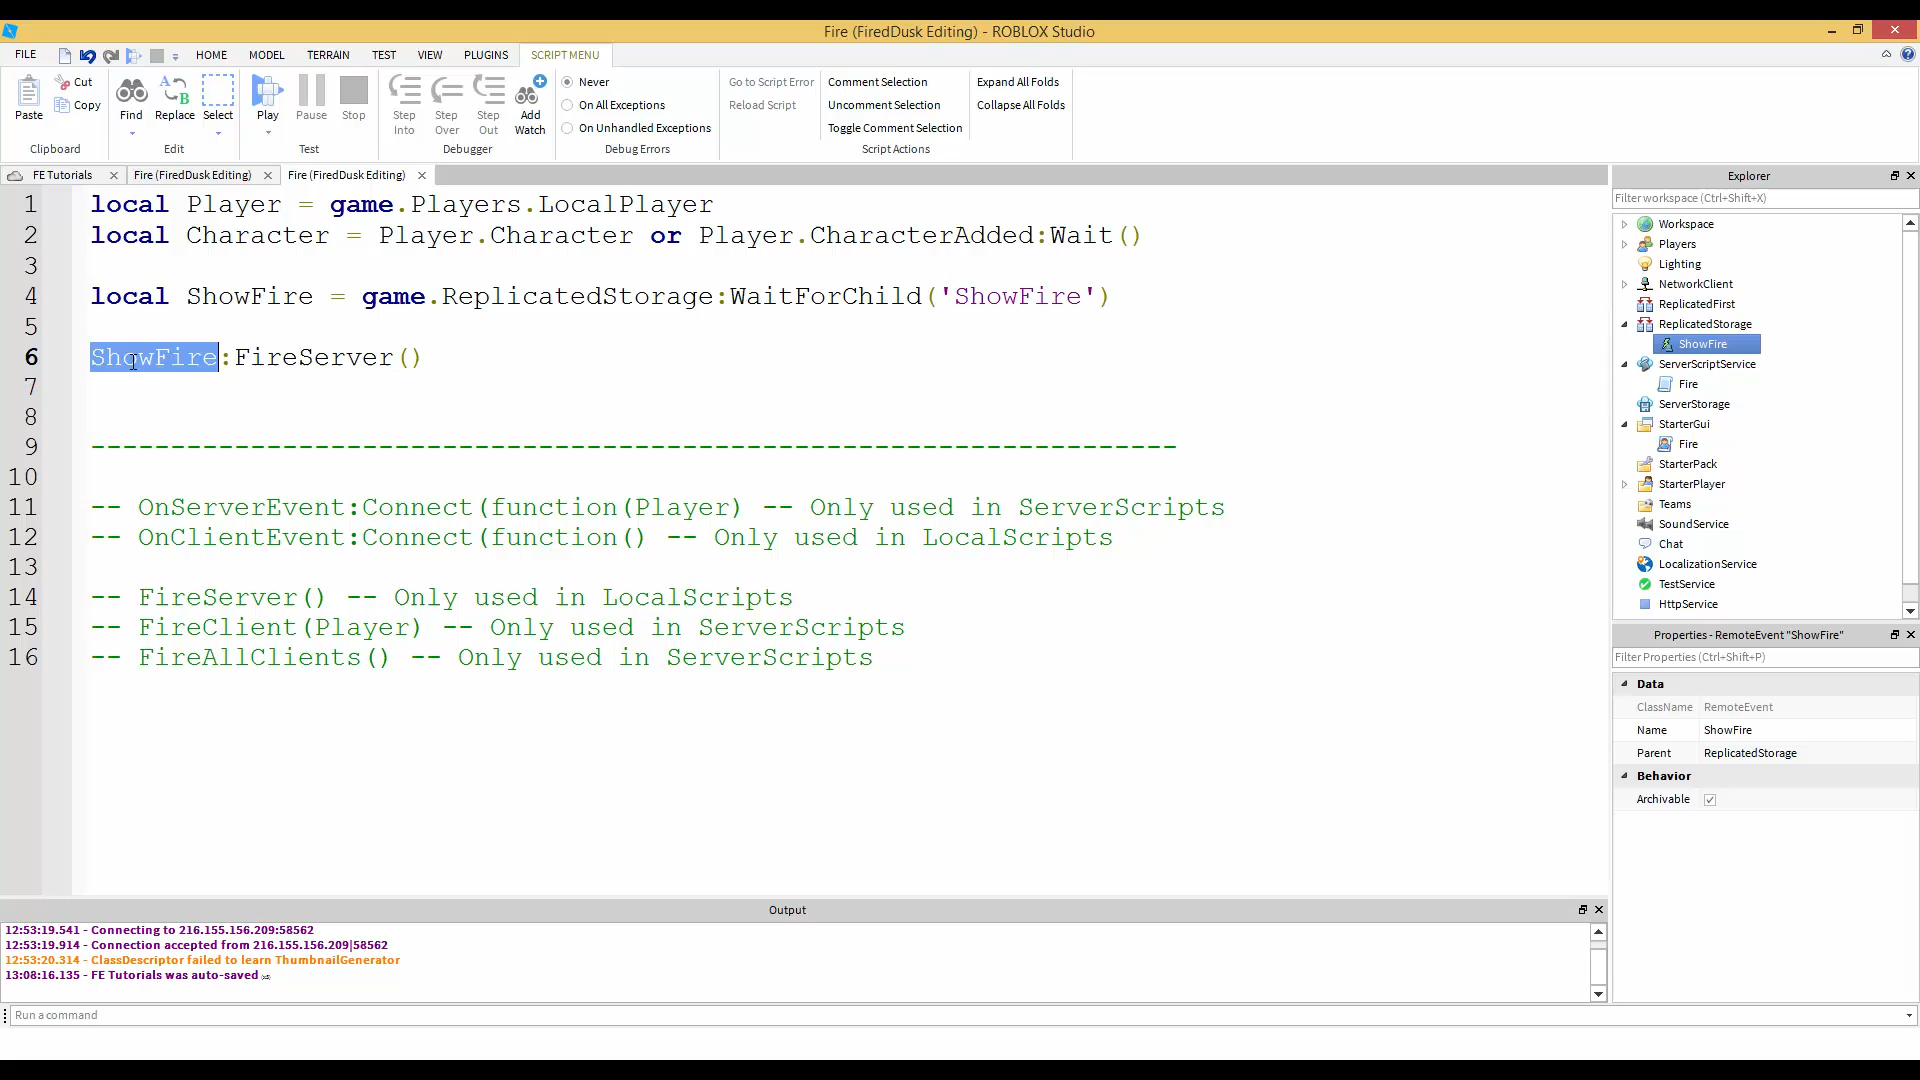 Fire (FiredDusk Editing) - ROBLOX Studio
FILE HOME MODEL TERRAIN TEST VIEW PLUGINS SCRIPT MENU
Paste Cut Copy Clipboard
Find Replace Select Edit
Play Pause Stop Test
Step Into Step Over Step Out Add Watch Debugger
Never
On All Exceptions
On Unhandled Exceptions
Debug Errors
Go to Script Error
Reload Script
Comment Selection
Uncomment Selection
Toggle Comment Selection
Script Actions
Expand All Folds
Collapse All Folds
FE Tutorials Fire (FiredDusk Editing) Fire (FiredDusk Editing)
1 local Player = game.Players.LocalPlayer
2 local Character = Player.Character or Player.CharacterAdded:Wait()
3
4 local ShowFire = game.ReplicatedStorage:WaitForChild('ShowFire')
5
6 ShowFire:FireServer()
7
8
9 --------------------------------------------------------------------
10
11 -- OnServerEvent:Connect(function(Player) -- Only used in ServerScripts
12 -- OnClientEvent:Connect(function() -- Only used in LocalScripts
13
14 -- FireServer() -- Only used in LocalScripts
15 -- FireClient(Player) -- Only used in ServerScripts
16 -- FireAllClients() -- Only used in ServerScripts
Explorer
Filter workspace (Ctrl+Shift+X)
Workspace
Players
Lighting
NetworkClient
ReplicatedFirst
ReplicatedStorage
ShowFire
ServerScriptService
Fire
ServerStorage
StarterGui
Fire
StarterPack
StarterPlayer
Teams
SoundService
Chat
LocalizationService
TestService
HttpService
Properties - RemoteEvent "ShowFire"
Filter Properties (Ctrl+Shift+P)
Data
ClassName RemoteEvent
Name ShowFire
Parent ReplicatedStorage
Behavior
Archivable
Output
12:53:19.541 - Connecting to 216.155.156.209:58562
12:53:19.914 - Connection accepted from 216.155.156.209|58562
12:53:20.314 - ClassDescriptor failed to learn ThumbnailGenerator
13:08:16.135 - FE Tutorials was auto-saved
Run a command